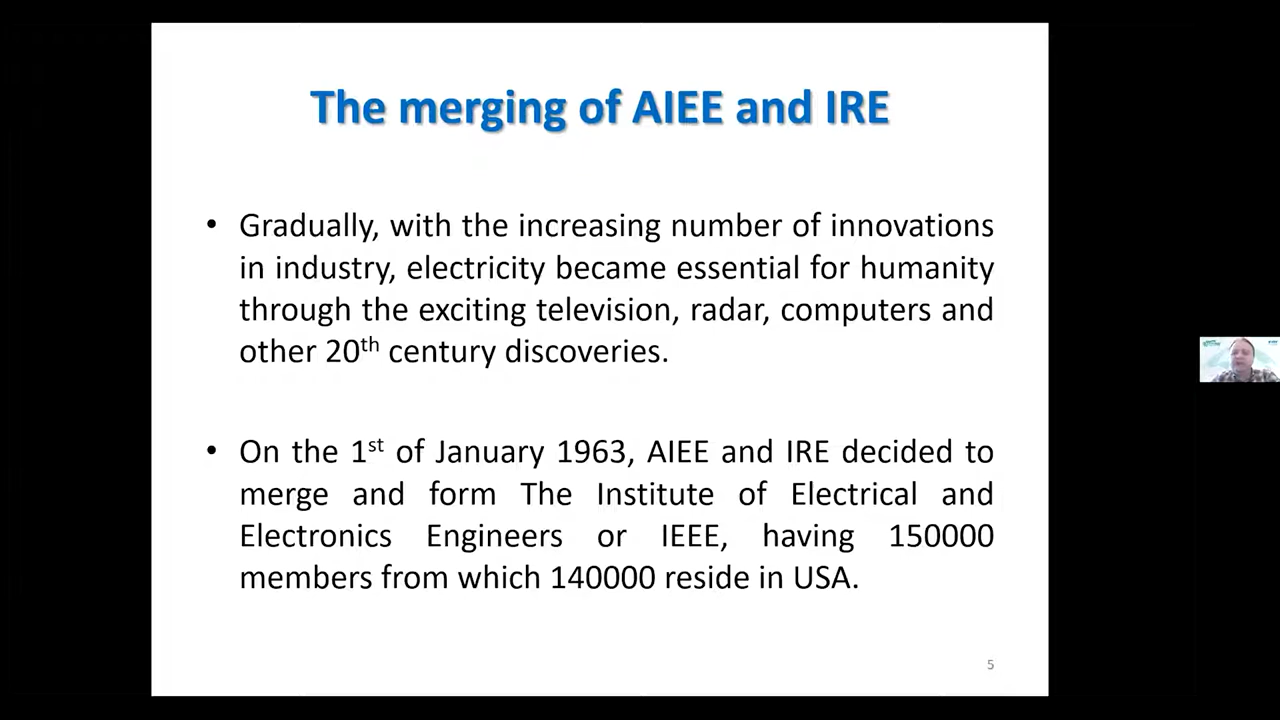 The merging of AIEE and IRE
• Gradually, with the increasing number of innovations
in industry, electricity became essential for humanity
through the exciting television, radar, computers and
other 20th century discoveries.
• On the 1st of January 1963, AIEE and IRE decided to
merge and form The Institute of Electrical and
Electronics Engineers or IEEE, having 150000
members from which 140000 reside in USA.
5